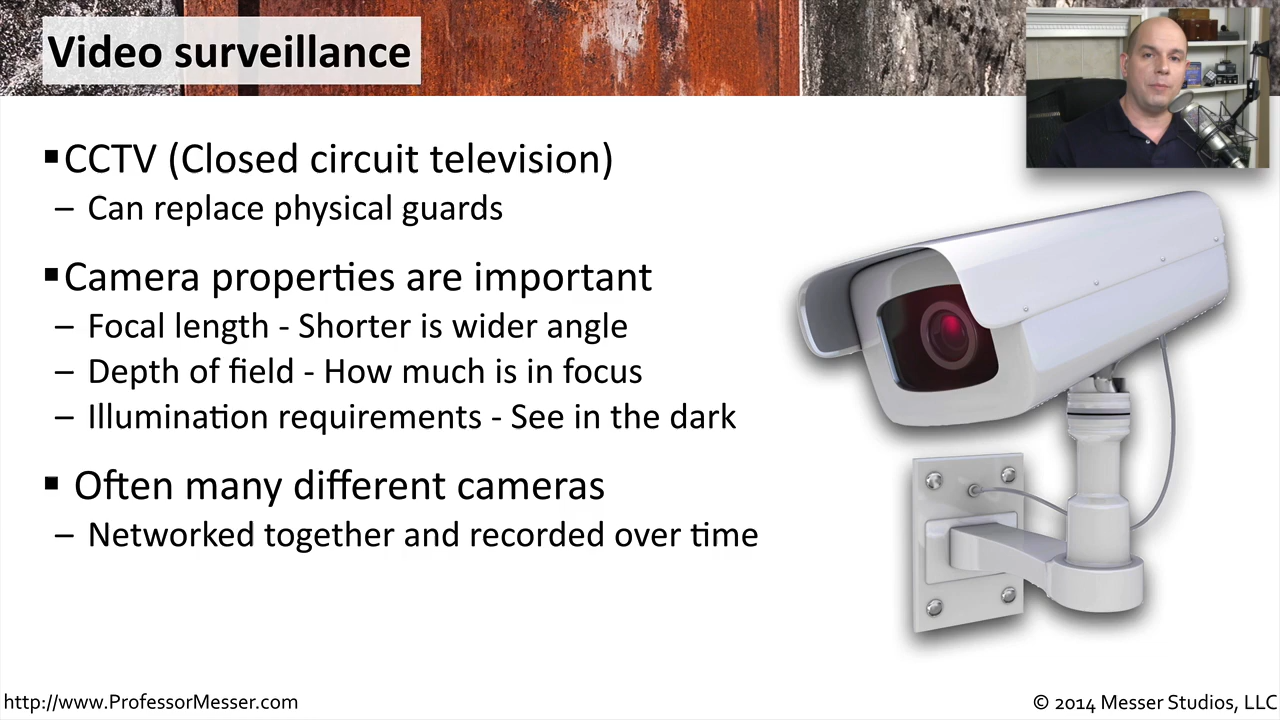 Video surveillance
▪CCTV (Closed circuit television)
– Can replace physical guards
▪Camera properties are important
– Focal length - Shorter is wider angle
– Depth of field - How much is in focus
– Illumination requirements - See in the dark
▪ Often many different cameras
– Networked together and recorded over time
http://www.ProfessorMesser.com
© 2014 Messer Studios, LLC